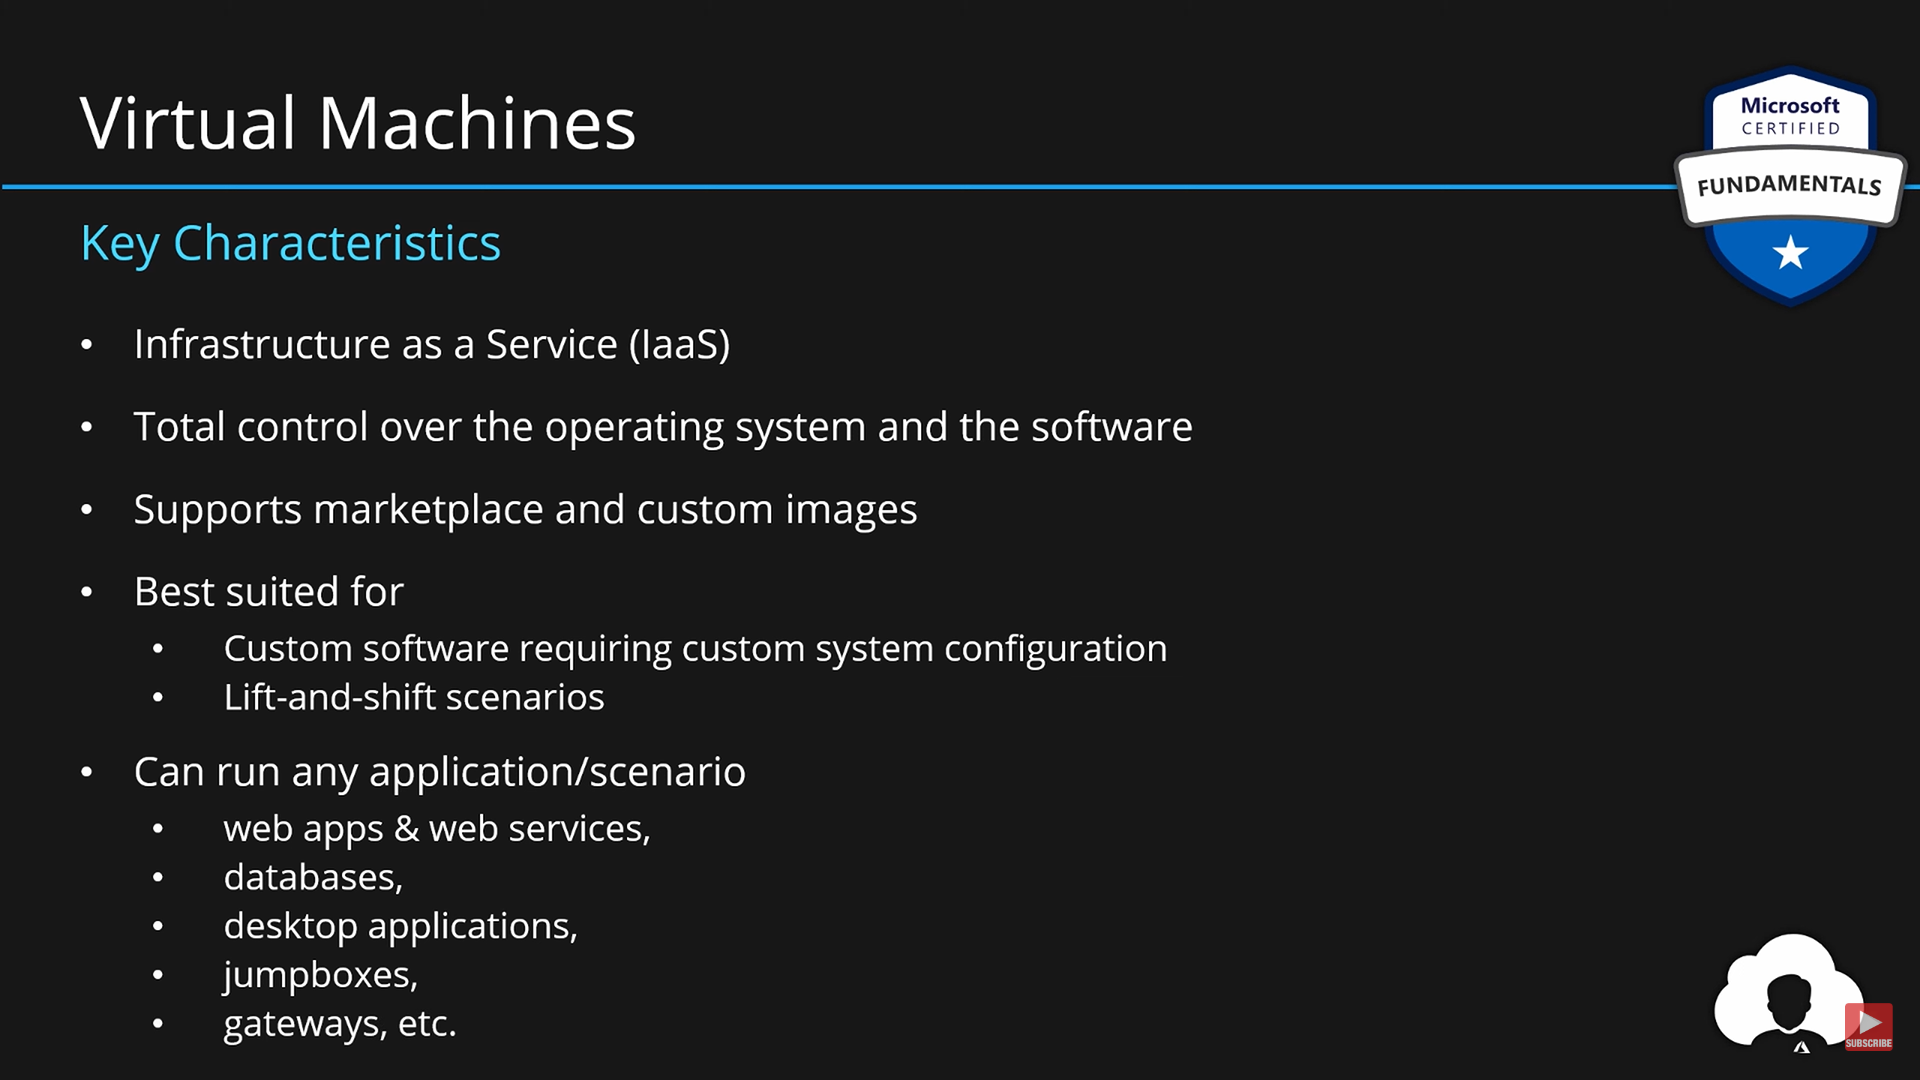 Virtual Machines
Microsoft
CERTIFIED
FUNDAMENTALS
Key Characteristics
• Infrastructure as a Service (IaaS)
• Total control over the operating system and the software
• Supports marketplace and custom images
• Best suited for
• Custom software requiring custom system configuration
• Lift-and-shift scenarios
• Can run any application/scenario
• web apps & web services,
• databases,
• desktop applications,
• jumpboxes,
• gateways, etc.
SUBSCRIBE